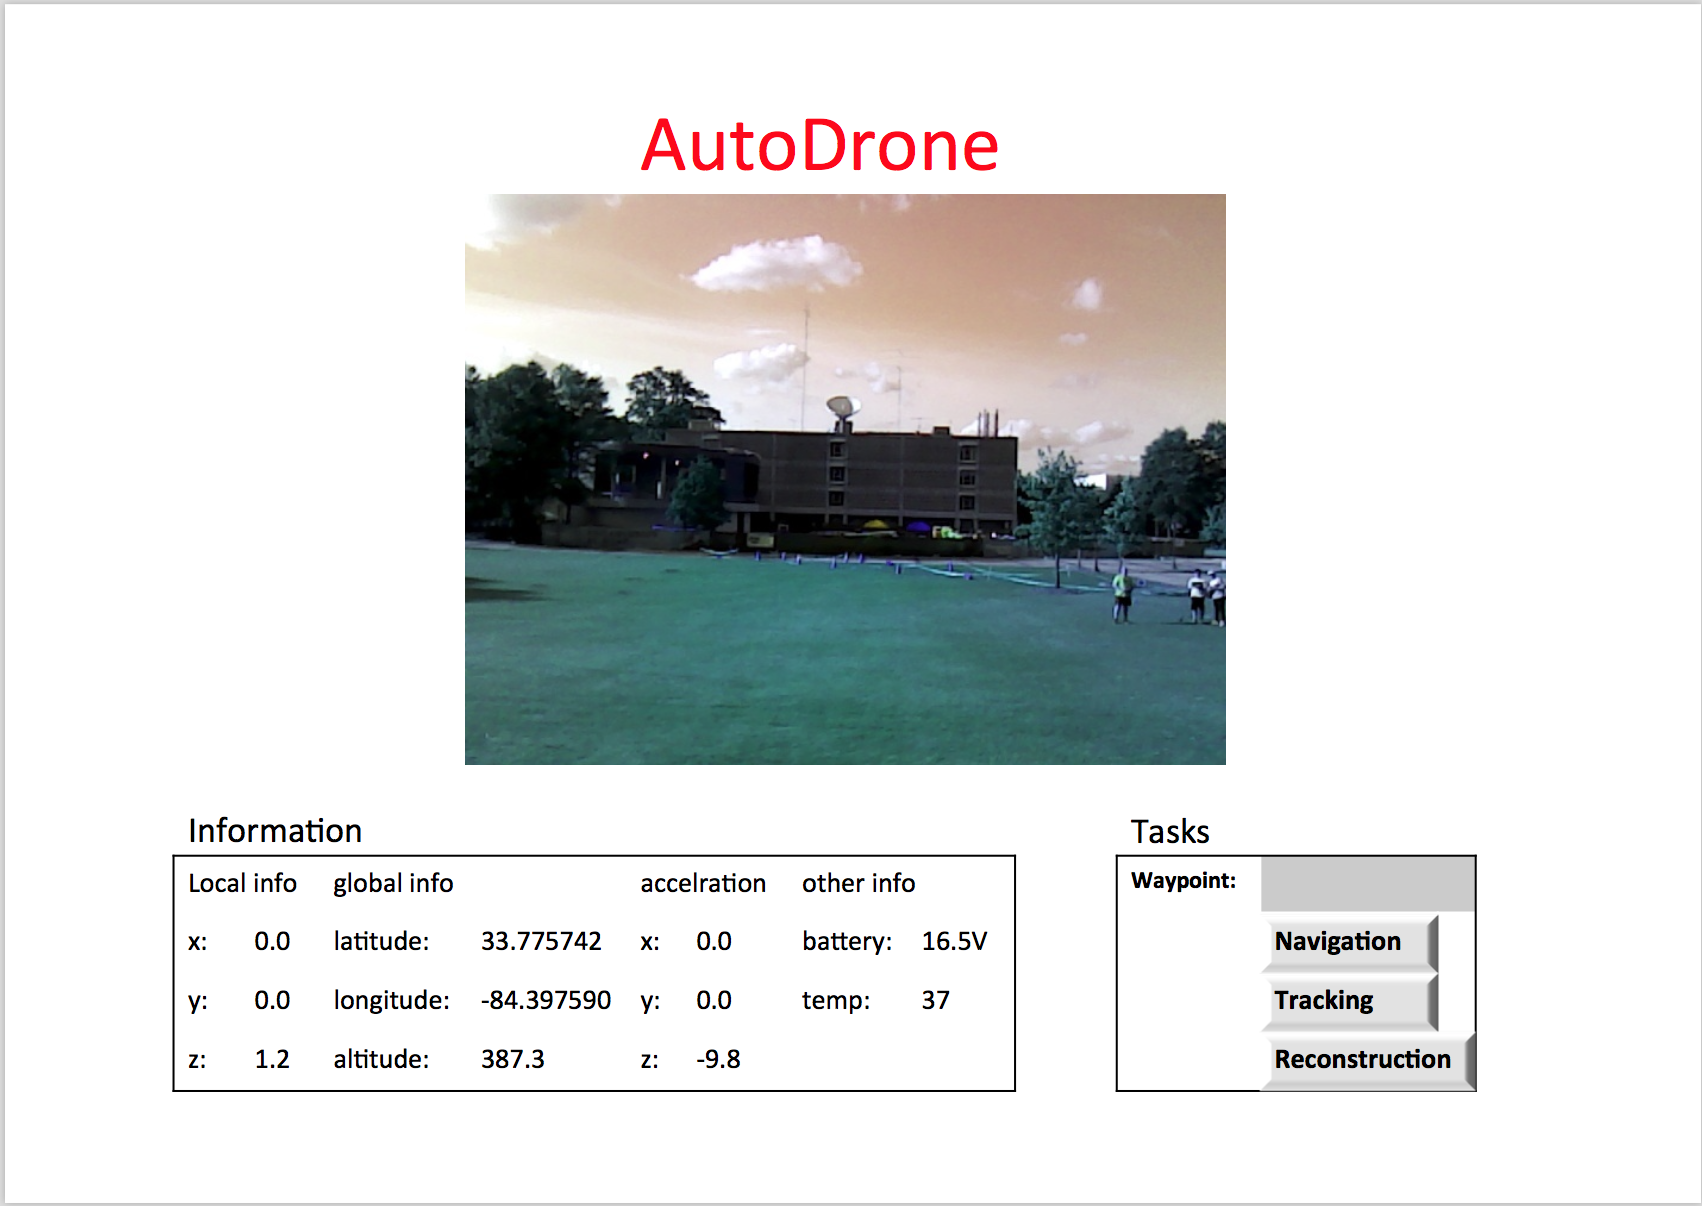 AutoDrone
Information
Local info global info accelration other info
x: 0.0 latitude: 33.775742 x: 0.0 battery: 16.5V
y: 0.0 longitude: -84.397590 y: 0.0 temp: 37
z: 1.2 altitude: 387.3 z: -9.8
Tasks
Waypoint:
Navigation
Tracking
Reconstruction